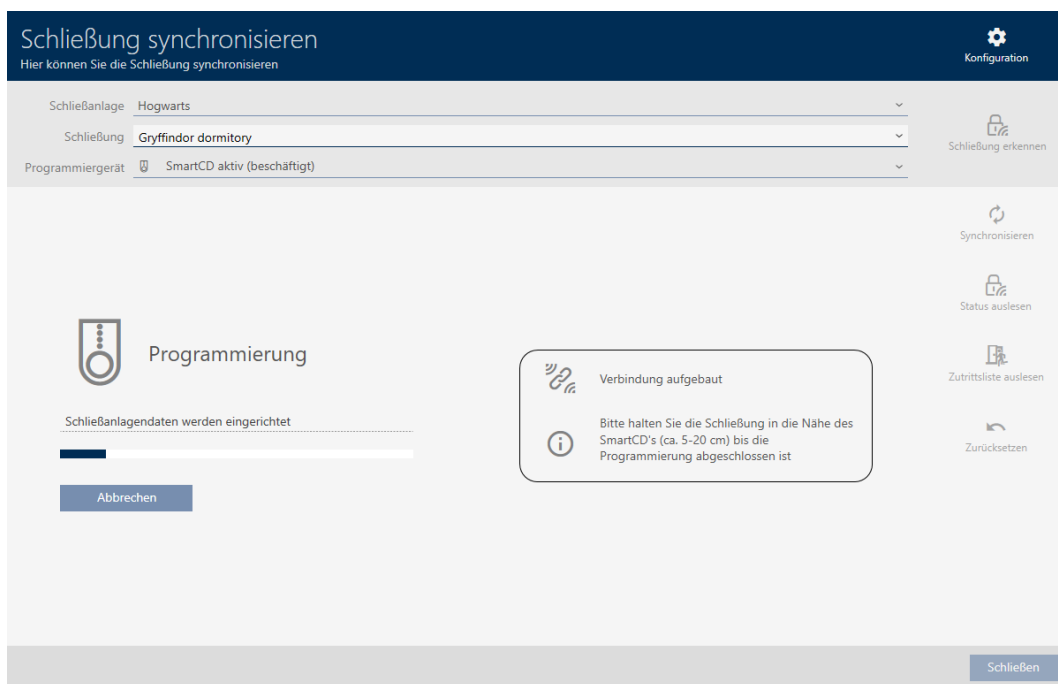 Schließung synchronisieren
Hier können Sie die Schließung synchronisieren
Konfiguration
Schließanlage Hogwarts
Schließung Gryffindor dormitory
Programmiergerät SmartCD aktiv (beschäftigt)
Schließung erkennen
Synchronisieren
Status auslesen
Zutrittsliste auslesen
Zurücksetzen
Programmierung
Schließanlagendaten werden eingerichtet
Abbrechen
Verbindung aufgebaut
Bitte halten Sie die Schließung in die Nähe des
SmartCD's (ca. 5-20 cm) bis die
Programmierung abgeschlossen ist
Schließen